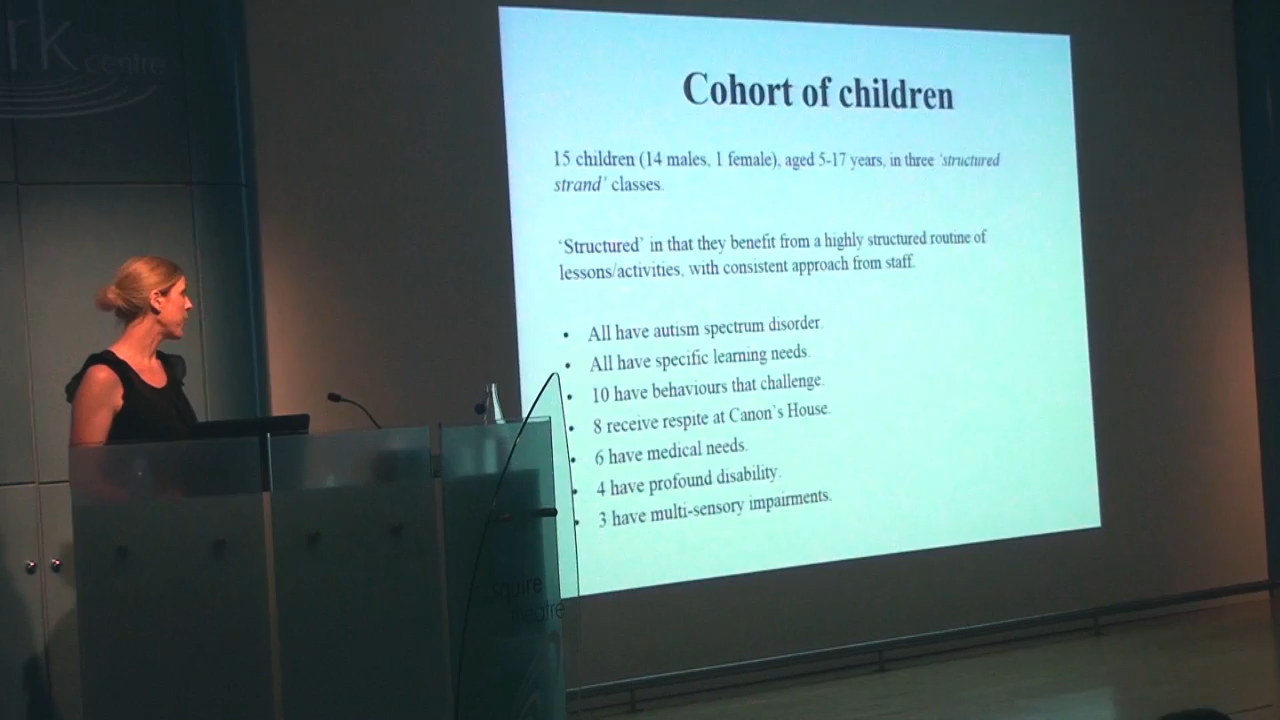 rk
centre
Cohort of children
15 children (14 males, 1 female), aged 5-17 years, in three ‘structured
strand’ classes.
‘Structured’ in that they benefit from a highly structured routine of
lessons/activities, with consistent approach from staff.
• All have autism spectrum disorder.
• All have specific learning needs.
• 10 have behaviours that challenge.
• 8 receive respite at Canon’s House.
• 6 have medical needs.
• 4 have profound disability.
• 3 have multi-sensory impairments.
squire
theatre